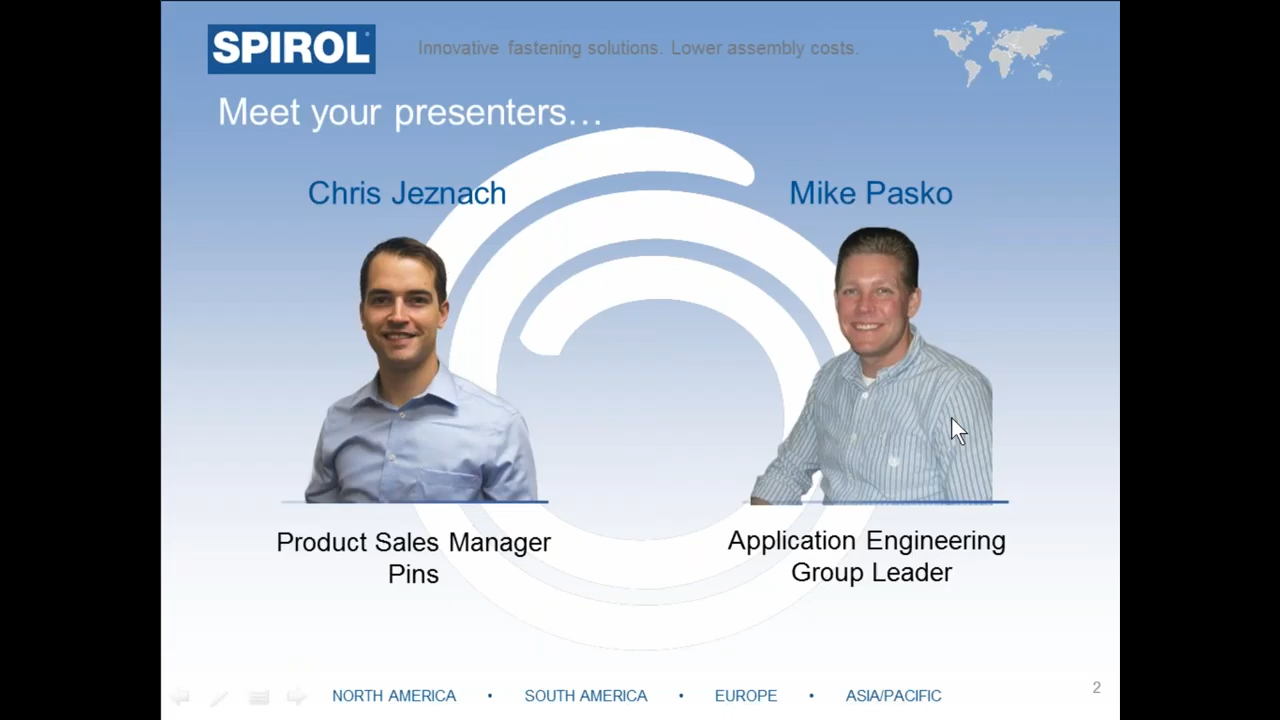 SPIROL
Innovative fastening solutions. Lower assembly costs.
Meet your presenters…
Chris Jeznach
Mike Pasko
Product Sales Manager
Pins
Application Engineering
Group Leader
NORTH AMERICA • SOUTH AMERICA • EUROPE • ASIA/PACIFIC
2